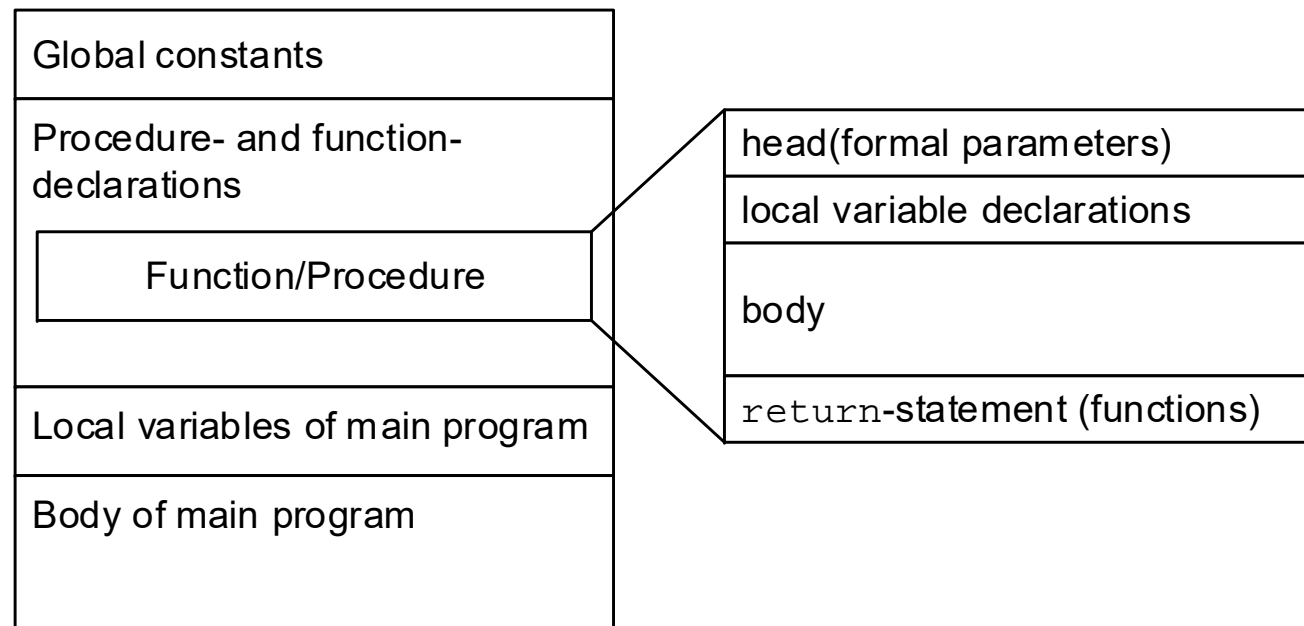 Global constants
Procedure- and function-
declarations
Function/Procedure
Local variables of main program
Body of main program
head(formal parameters)
local variable declarations
body
return-statement (functions)